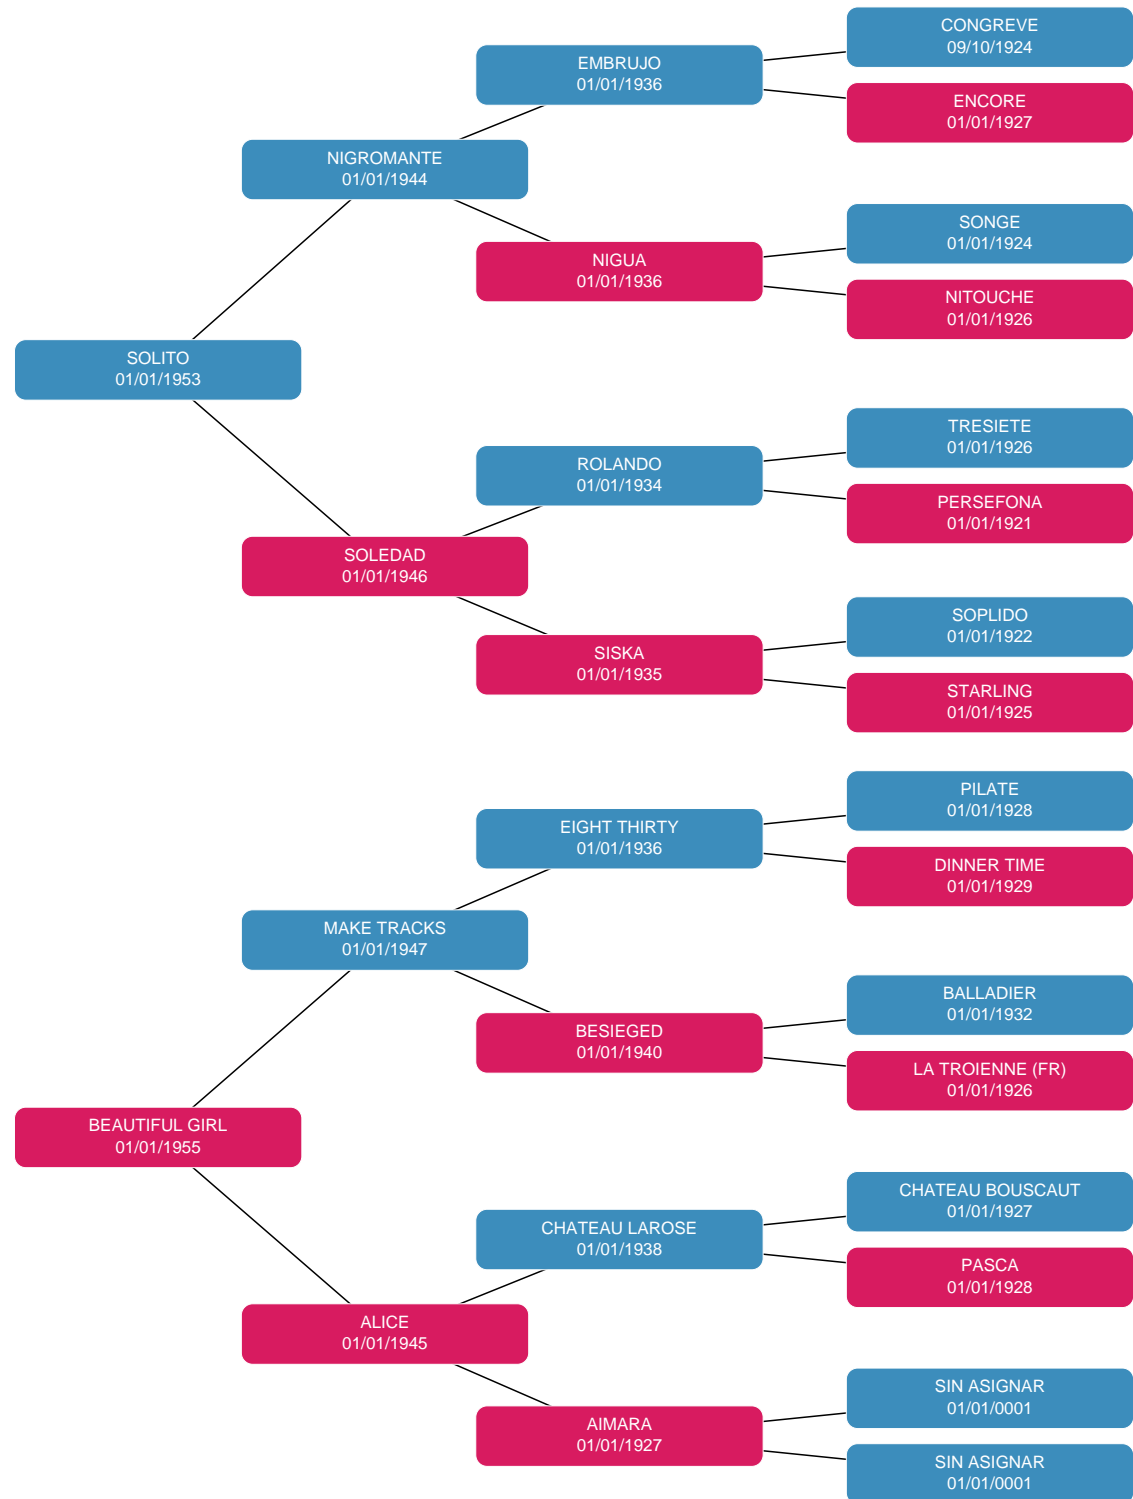 CONGREVE
09/10/1924
EMBRUJO
01/01/1936
ENCORE
01/01/1927
NIGROMANTE
01/01/1944
SONGE
01/01/1924
NIGUA
01/01/1936
NITOUCHE
01/01/1926
SOLITO
01/01/1953
TRESIETE
01/01/1926
ROLANDO
01/01/1934
PERSEFONA
01/01/1921
SOLEDAD
01/01/1946
SOPLIDO
01/01/1922
SISKA
01/01/1935
STARLING
01/01/1925
PILATE
01/01/1928
EIGHT THIRTY
01/01/1936
DINNER TIME
01/01/1929
MAKE TRACKS
01/01/1947
BALLADIER
01/01/1932
BESIEGED
01/01/1940
LA TROIENNE (FR)
01/01/1926
BEAUTIFUL GIRL
01/01/1955
CHATEAU BOUSCAUT
01/01/1927
CHATEAU LAROSE
01/01/1938
PASCA
01/01/1928
ALICE
01/01/1945
SIN ASIGNAR
01/01/0001
AIMARA
01/01/1927
SIN ASIGNAR
01/01/0001